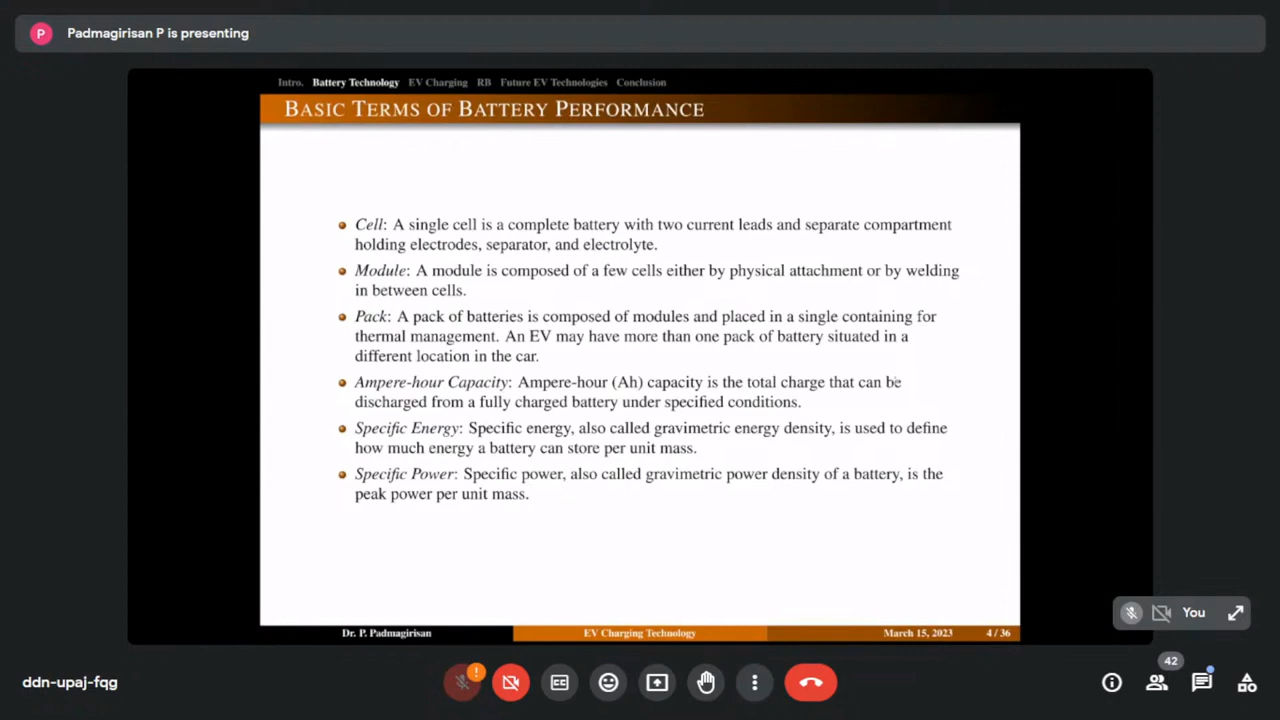 P Padmagirisan P is presenting
Intro. Battery Technology EV Charging RB Future EV Technologies Conclusion
BASIC TERMS OF BATTERY PERFORMANCE
Cell: A single cell is a complete battery with two current leads and separate compartment
holding electrodes, separator, and electrolyte.
Module: A module is composed of a few cells either by physical attachment or by welding
in between cells.
Pack: A pack of batteries is composed of modules and placed in a single containing for
thermal management. An EV may have more than one pack of battery situated in a
different location in the car.
Ampere-hour Capacity: Ampere-hour (Ah) capacity is the total charge that can be
discharged from a fully charged battery under specified conditions.
Specific Energy: Specific energy, also called gravimetric energy density, is used to define
how much energy a battery can store per unit mass.
Specific Power: Specific power, also called gravimetric power density of a battery, is the
peak power per unit mass.
You
Dr. P. Padmagirisan EV Charging Technology March 15, 2023 4 / 36
42
ddn-upaj-fqg ! CC